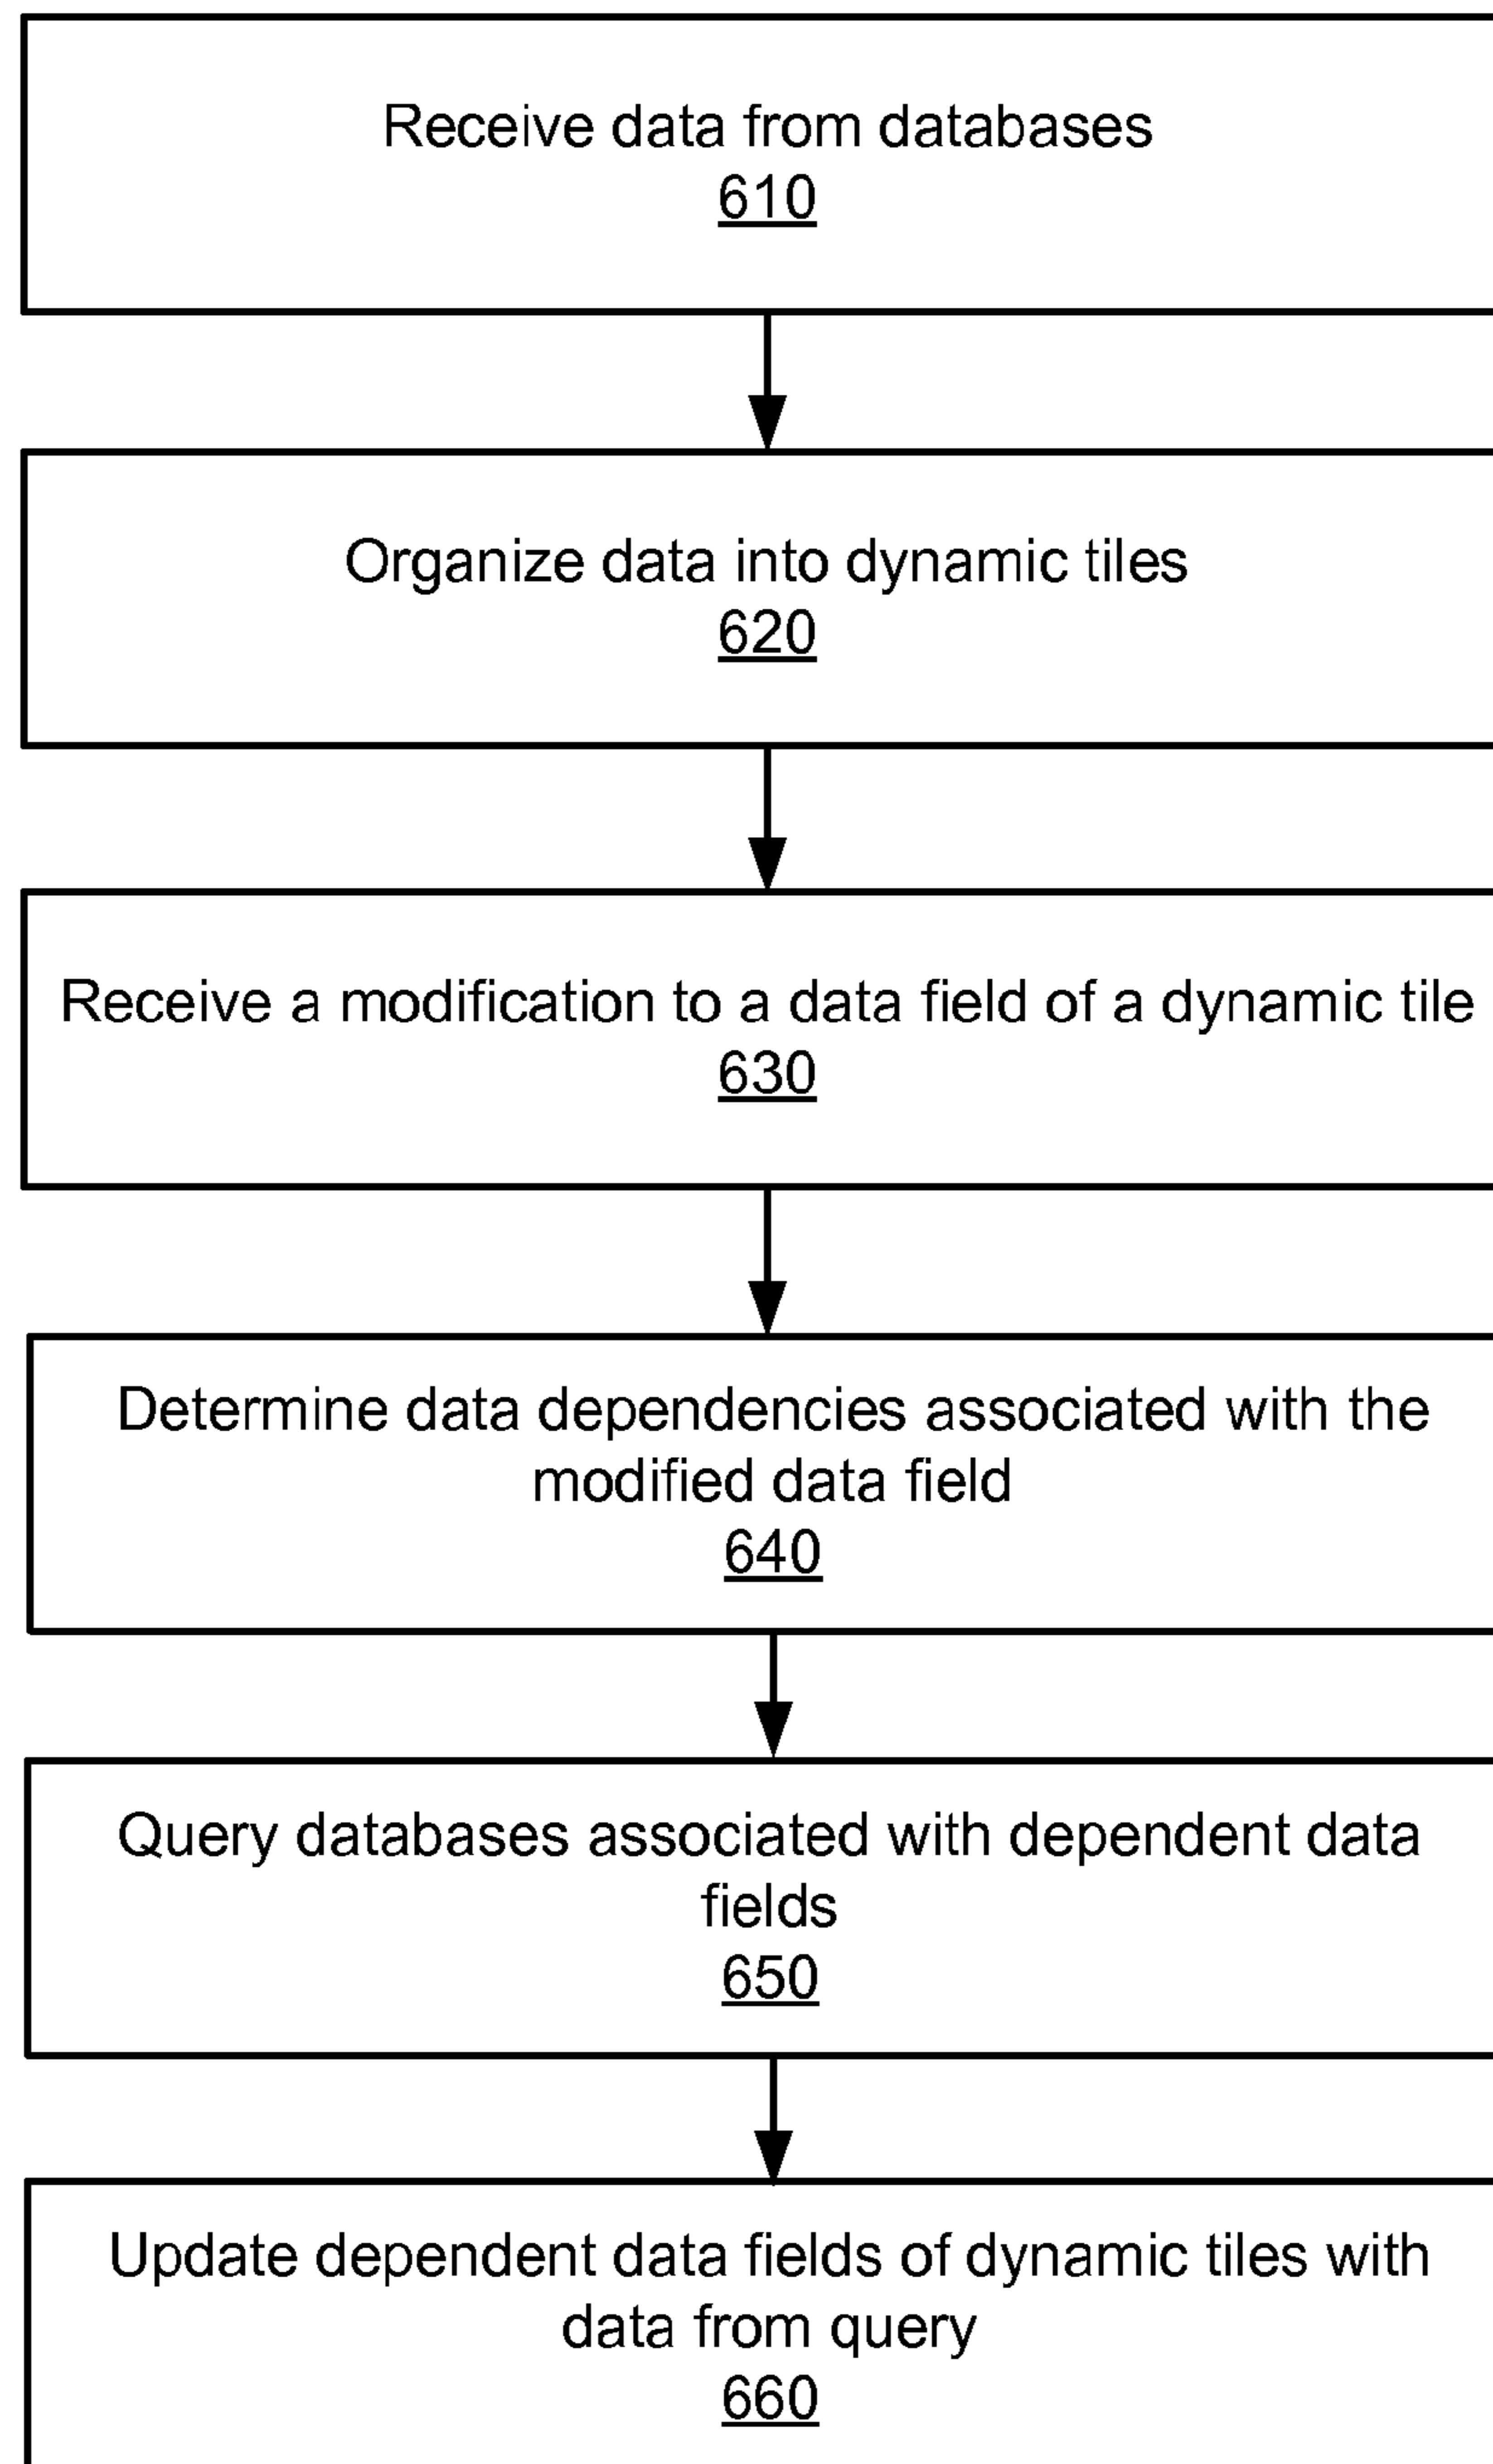 Receive data from databases
610
Organize data into dynamic tiles
620
Receive a modification to a data field of a dynamic tile
630
Determine data dependencies associated with the
modified data field
640
Query databases associated with dependent data
fields
650
Update dependent data fields of dynamic tiles with
data from query
660